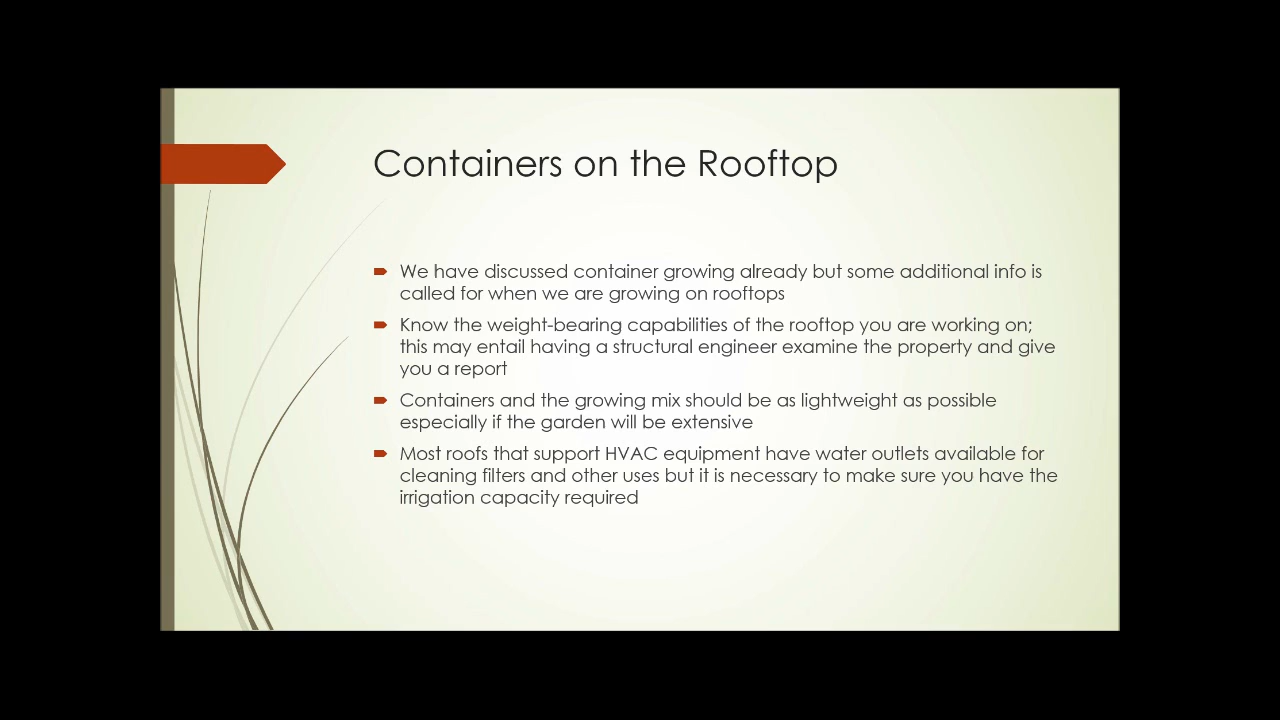 Containers on the Rooftop
We have discussed container growing already but some additional info is
called for when we are growing on rooftops
Know the weight-bearing capabilities of the rooftop you are working on;
this may entail having a structural engineer examine the property and give
you a report
Containers and the growing mix should be as lightweight as possible
especially if the garden will be extensive
Most roofs that support HVAC equipment have water outlets available for
cleaning filters and other uses but it is necessary to make sure you have the
irrigation capacity required